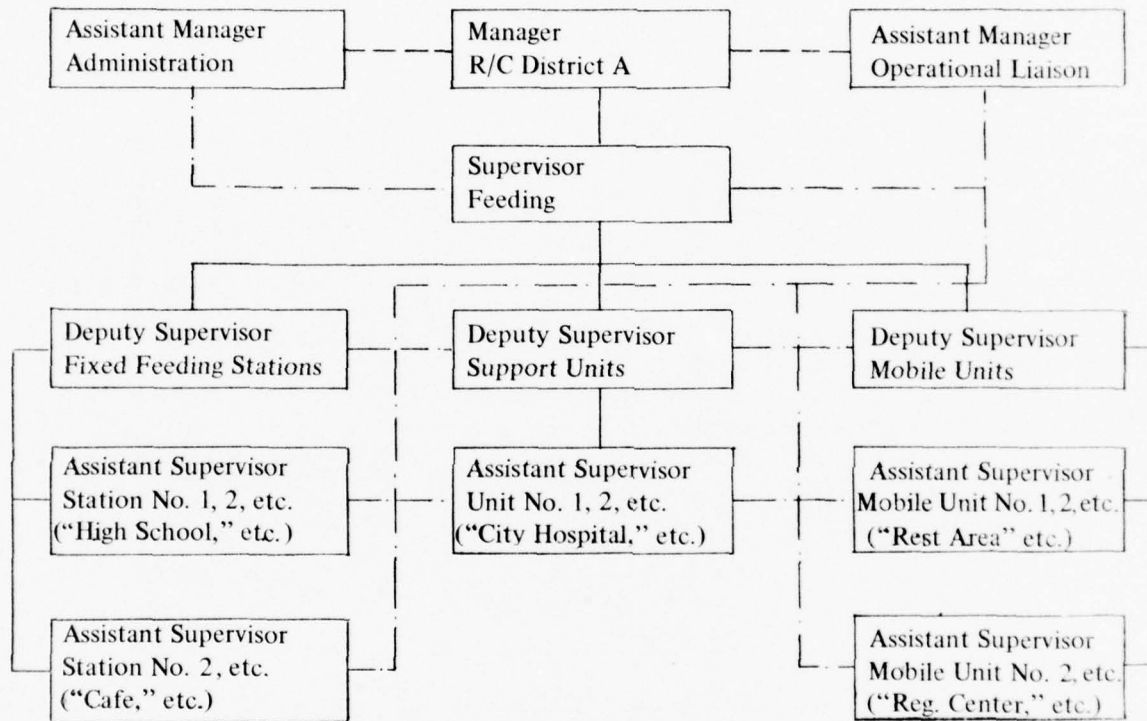 Assistant Manager
Administration
Manager
R/C District A
Assistant Manager
Operational Liaison
Supervisor
Feeding
Deputy Supervisor
Fixed Feeding Stations
Deputy Supervisor
Support Units
Deputy Supervisor
Mobile Units
Assistant Supervisor
Station No. 1, 2, etc.
(“High School,” etc.)
Assistant Supervisor
Unit No. 1, 2, etc.
(“City Hospital,” etc.)
Assistant Supervisor
Mobile Unit No. 1, 2, etc.
(“Rest Area” etc.)
Assistant Supervisor
Station No. 2, etc.
(“Cafe,” etc.)
Assistant Supervisor
Mobile Unit No. 2, etc.
(“Reg. Center,” etc.)